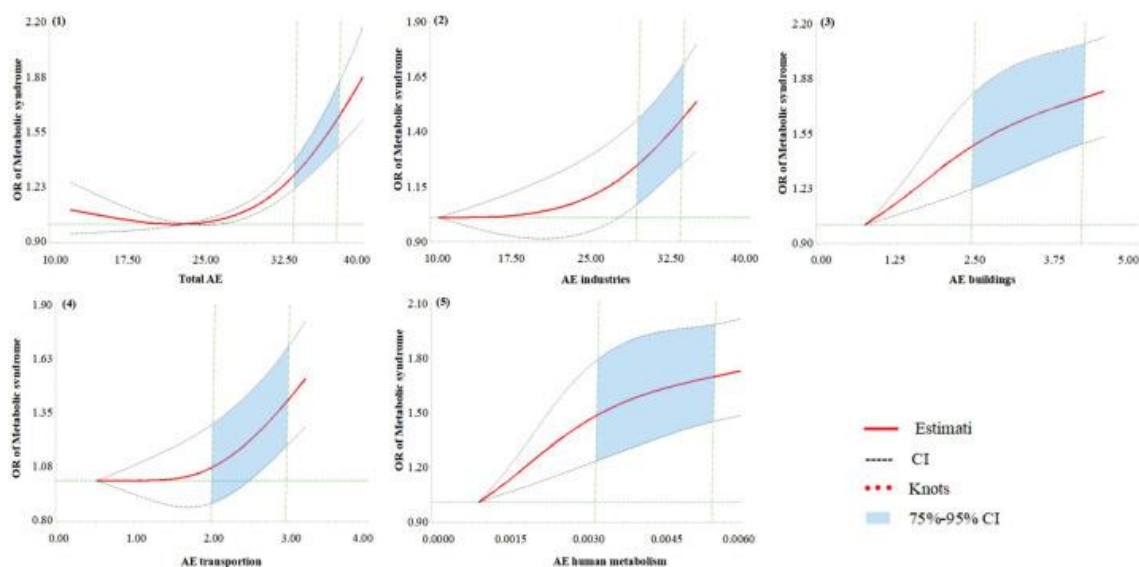 (1)
OR of Metabolic syndrome
2.20
1.88
1.55
1.23
0.90
10.00 17.50 25.00 32.50 40.00
Total AE
(2)
OR of Metabolic syndrome
1.90
1.65
1.40
1.15
0.90
10.00 17.50 25.00 32.50 40.00
AE industries
(3)
OR of Metabolic syndrome
2.20
1.88
1.55
1.23
0.90
0.00 1.25 2.50 3.75 5.00
AE buildings
(4)
OR of Metabolic syndrome
1.90
1.63
1.35
1.08
0.80
0.00 1.00 2.00 3.00 4.00
AE transportion
(5)
OR of Metabolic syndrome
2.10
1.80
1.50
1.20
0.90
0.0000 0.0015 0.0030 0.0045 0.0060
AE human metabolism
Estimati
CI
Knots
75%-95% CI